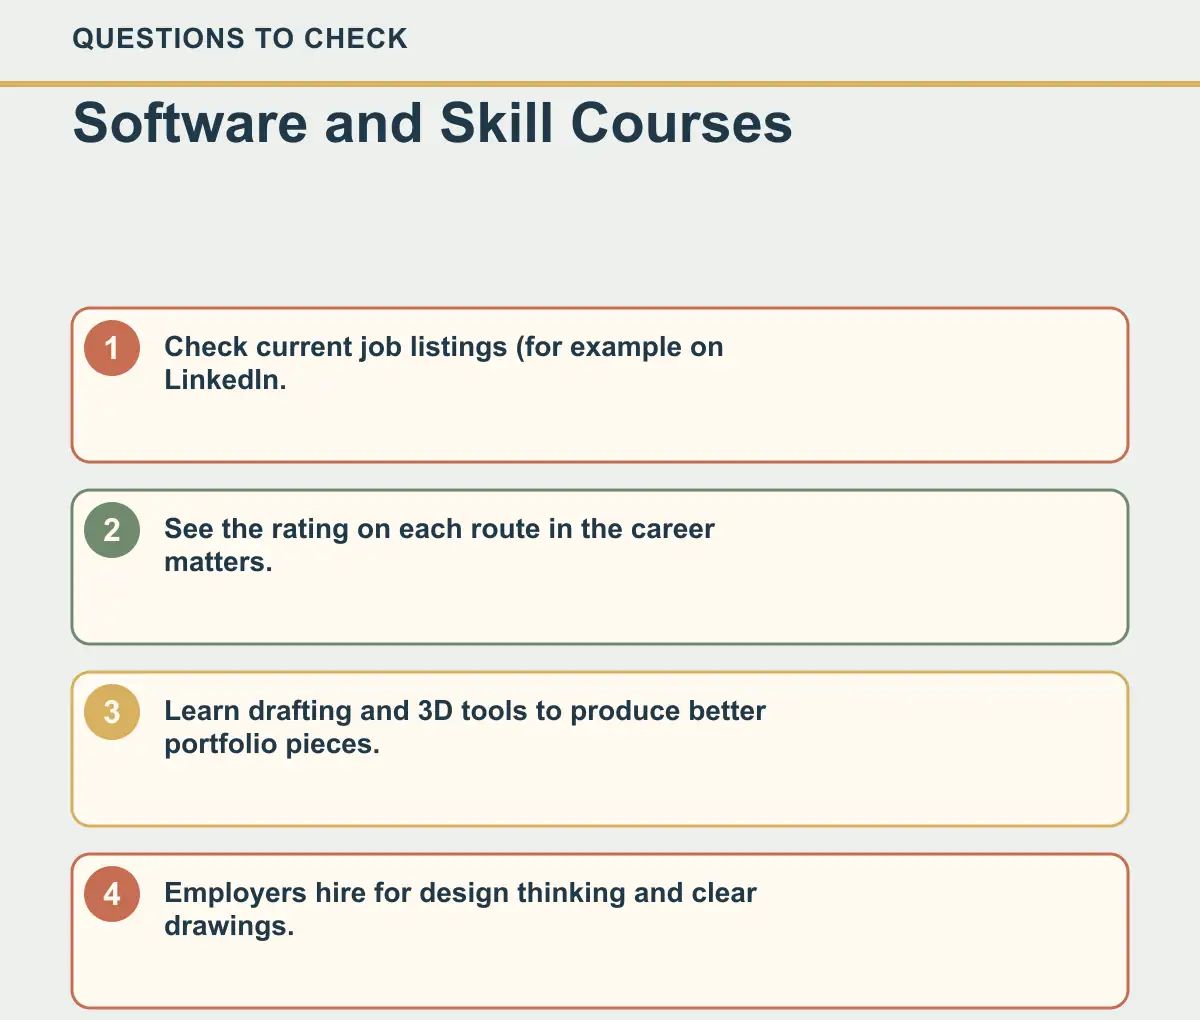 QUESTIONS TO CHECK
Software and Skill Courses
1
Check current job listings (for example on
LinkedIn.
2
See the rating on each route in the career
matters.
3
Learn drafting and 3D tools to produce better
portfolio pieces.
4
Employers hire for design thinking and clear
drawings.